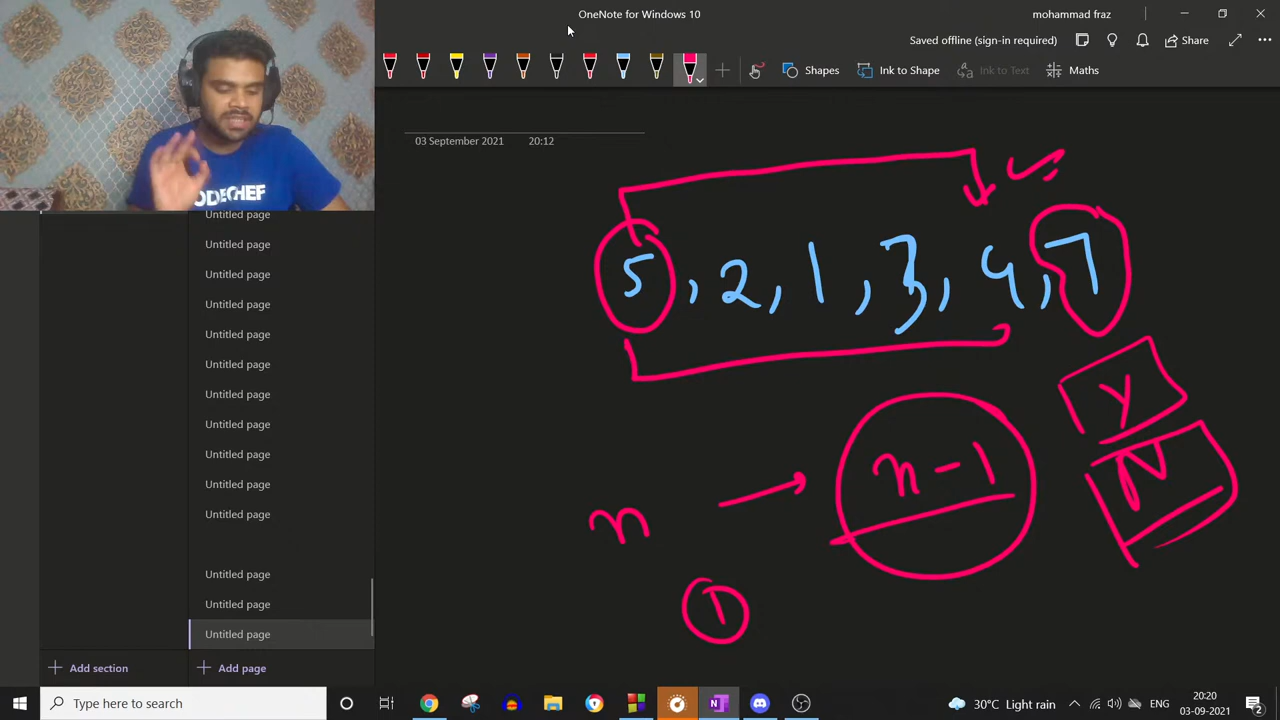 OneNote for Windows 10
mohammad fraz
Saved offline (sign-in required)
Share
Shapes
Ink to Shape
Ink to Text
Maths
03 September 2021 20:12
ODECHEF
5, 2, 1, 3, 4, 7
Y
N
n → n-1
1
Untitled page
Untitled page
Untitled page
Untitled page
Untitled page
Untitled page
Untitled page
Untitled page
Untitled page
Untitled page
Untitled page
Untitled page
Untitled page
Untitled page
Add section
Add page
Type here to search
30°C Light rain
ENG
20:20
03-09-2021
2